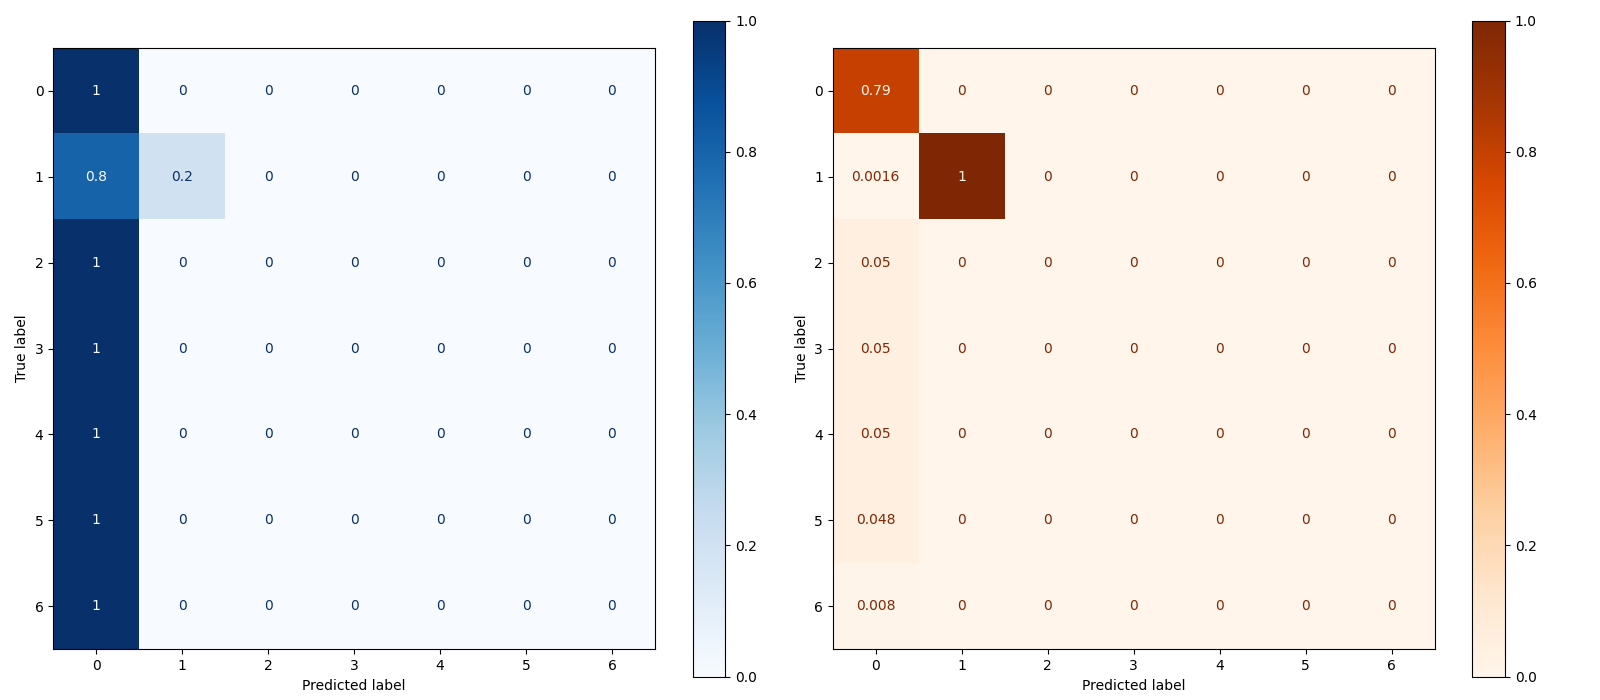 1.0
1.0
0 1 0 0 0 0 0 0
0 0.79 0 0 0 0 0 0
0.8
0.8
1 0.8 0.2 0 0 0 0 0
1 0.0016 1 0 0 0 0 0
2 1 0 0 0 0 0 0
2 0.05 0 0 0 0 0 0
0.6
0.6
True label
True label
3 1 0 0 0 0 0 0
3 0.05 0 0 0 0 0 0
0.4
0.4
4 1 0 0 0 0 0 0
4 0.05 0 0 0 0 0 0
5 1 0 0 0 0 0 0
5 0.048 0 0 0 0 0 0
0.2
0.2
6 1 0 0 0 0 0 0
6 0.008 0 0 0 0 0 0
0.0
0.0
0 1 2 3 4 5 6
0 1 2 3 4 5 6
Predicted label
Predicted label